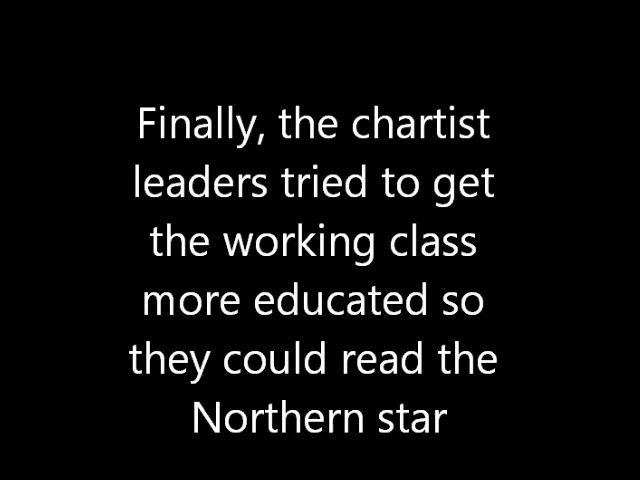 Finally, the chartist
leaders tried to get
the working class
more educated so
they could read the
Northern star